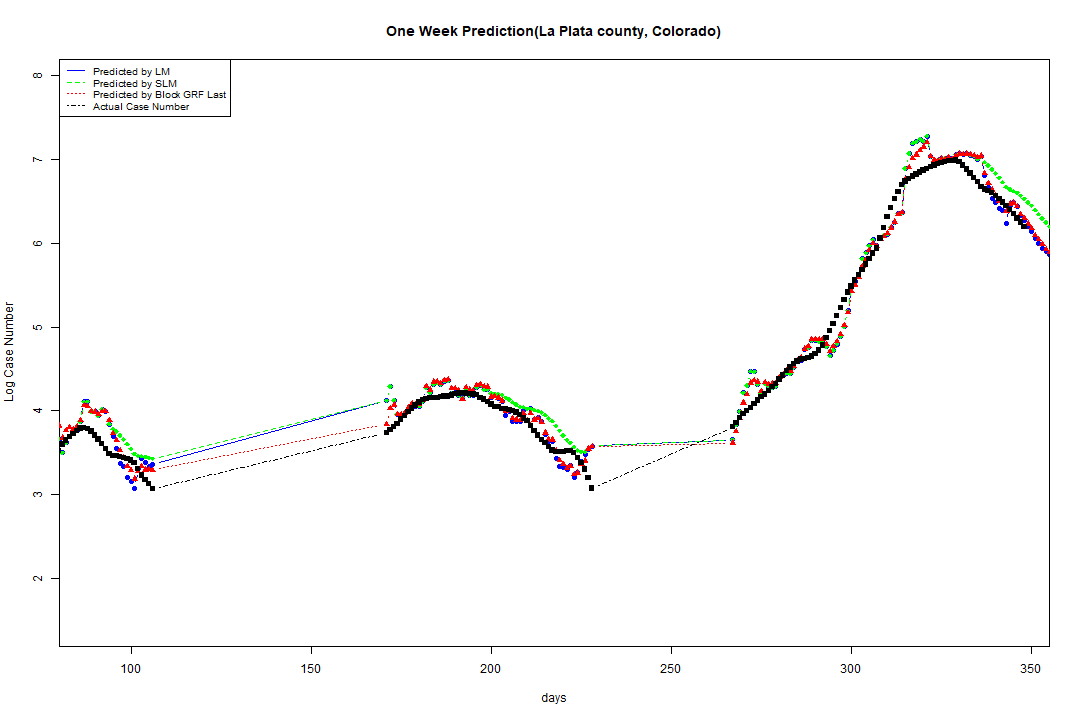 One Week Prediction(La Plata county, Colorado)
Predicted by LM
Predicted by SLM
Predicted by Block GRF Last
Actual Case Number
8
7
6
5
4
3
2
Log Case Number
100 150 200 250 300 350
days